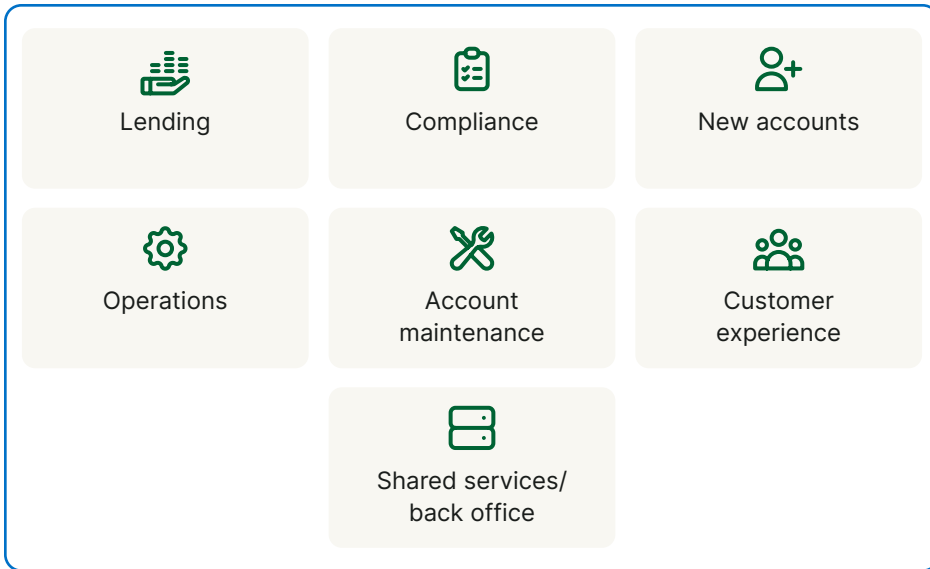 Lending
Compliance
New accounts
Operations
Account
maintenance
Customer
experience
Shared services/
back office